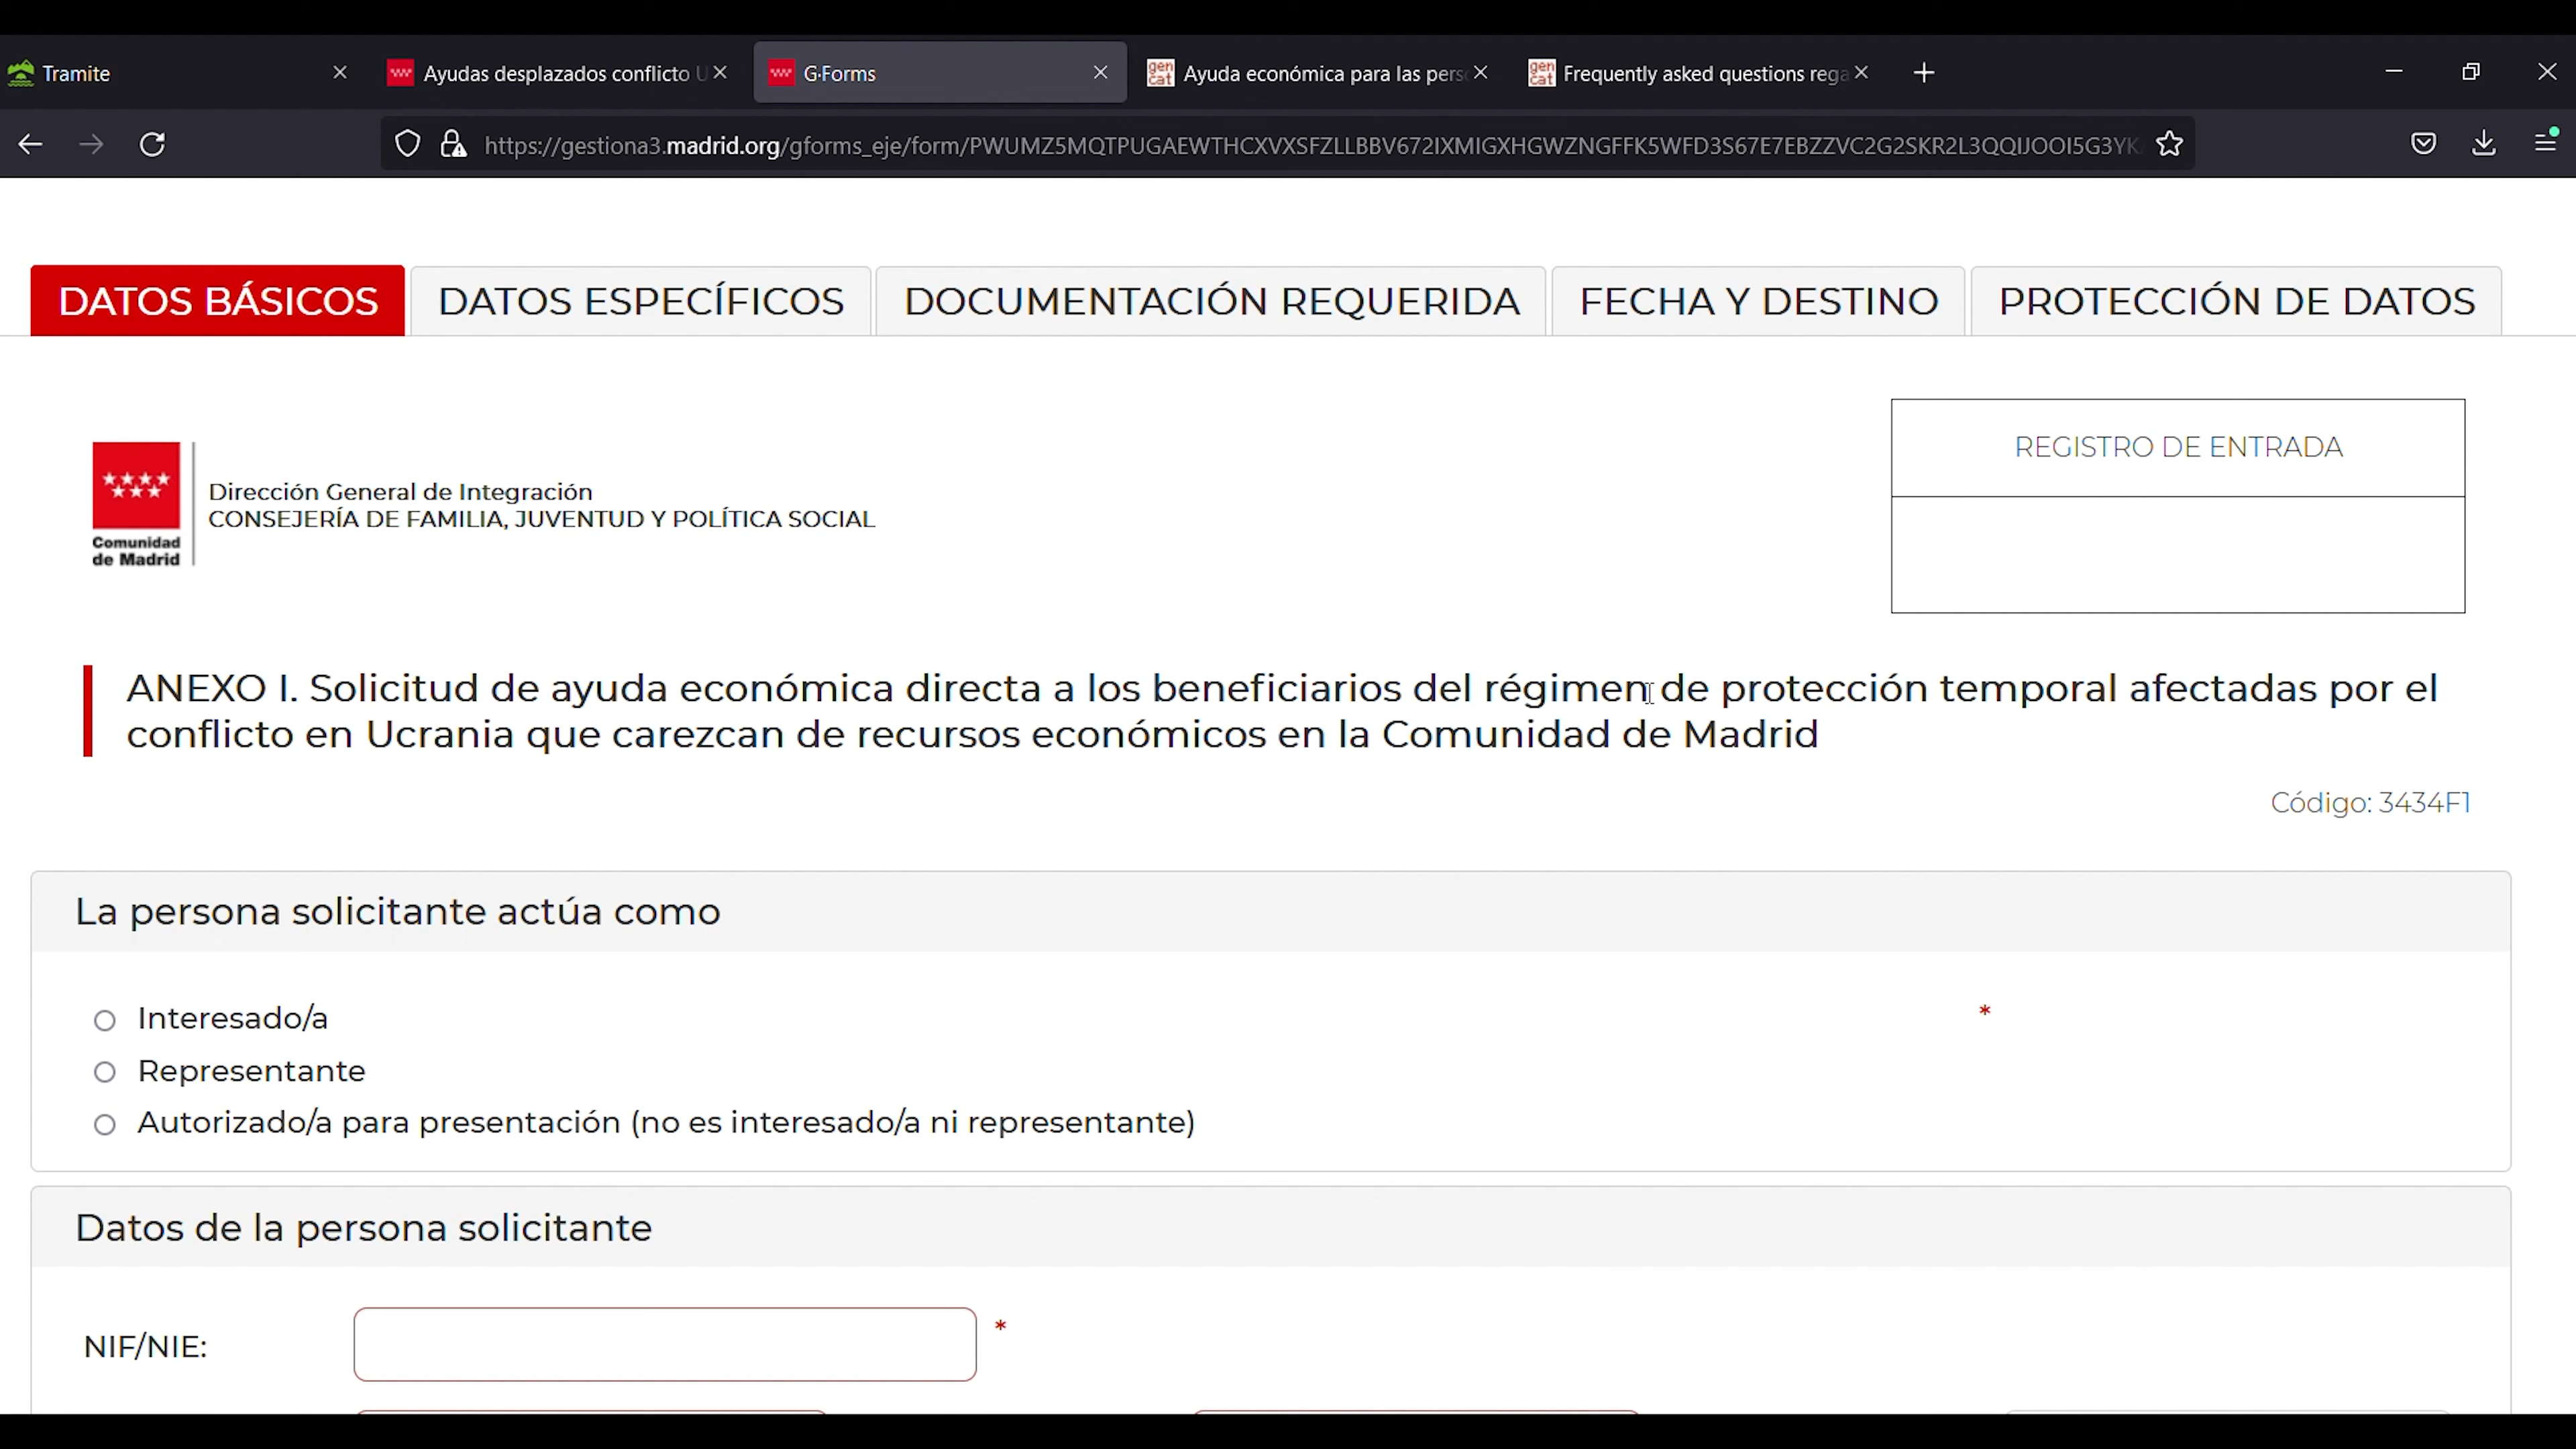 Tramite
Ayudas desplazados conflicto U
G·Forms
Ayuda económica para las pers
Frequently asked questions rega
https://gestiona3.madrid.org/gforms_eje/form/PWUMZ5MQTPUGAEWTHCXVXSFZLLBBV672IXMIGXHGWZNGFFK5WFD3S67E7EBZZVC2G2SKR2L3QQIJOOI5G3YK
DATOS BÁSICOS
DATOS ESPECÍFICOS
DOCUMENTACIÓN REQUERIDA
FECHA Y DESTINO
PROTECCIÓN DE DATOS
REGISTRO DE ENTRADA
Dirección General de Integración
CONSEJERÍA DE FAMILIA, JUVENTUD Y POLÍTICA SOCIAL
Comunidad
de Madrid
ANEXO I. Solicitud de ayuda económica directa a los beneficiarios del régimen de protección temporal afectadas por el
conflicto en Ucrania que carezcan de recursos económicos en la Comunidad de Madrid
Código: 3434F1
La persona solicitante actúa como
Interesado/a *
Representante
Autorizado/a para presentación (no es interesado/a ni representante)
Datos de la persona solicitante
NIF/NIE: *